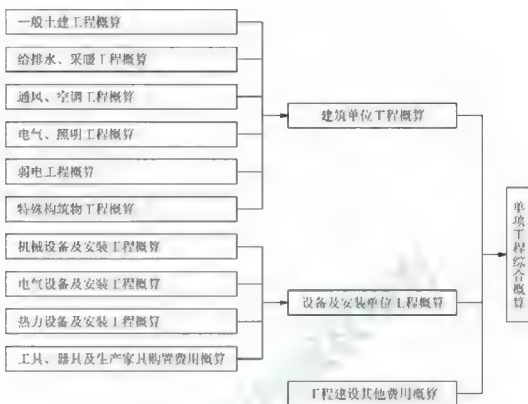 一般土建工程概算
给排水、采暖工程概算
通风、空调工程概算
电气、照明工程概算
弱电工程概算
特殊构筑物工程概算
机械设备及安装工程概算
电气设备及安装工程概算
热力设备及安装工程概算
工具、器具及生产家具购置费用概算
建筑单位工程概算
设备及安装单位工程概算
工程建设其他费用概算
单项工程综合概算